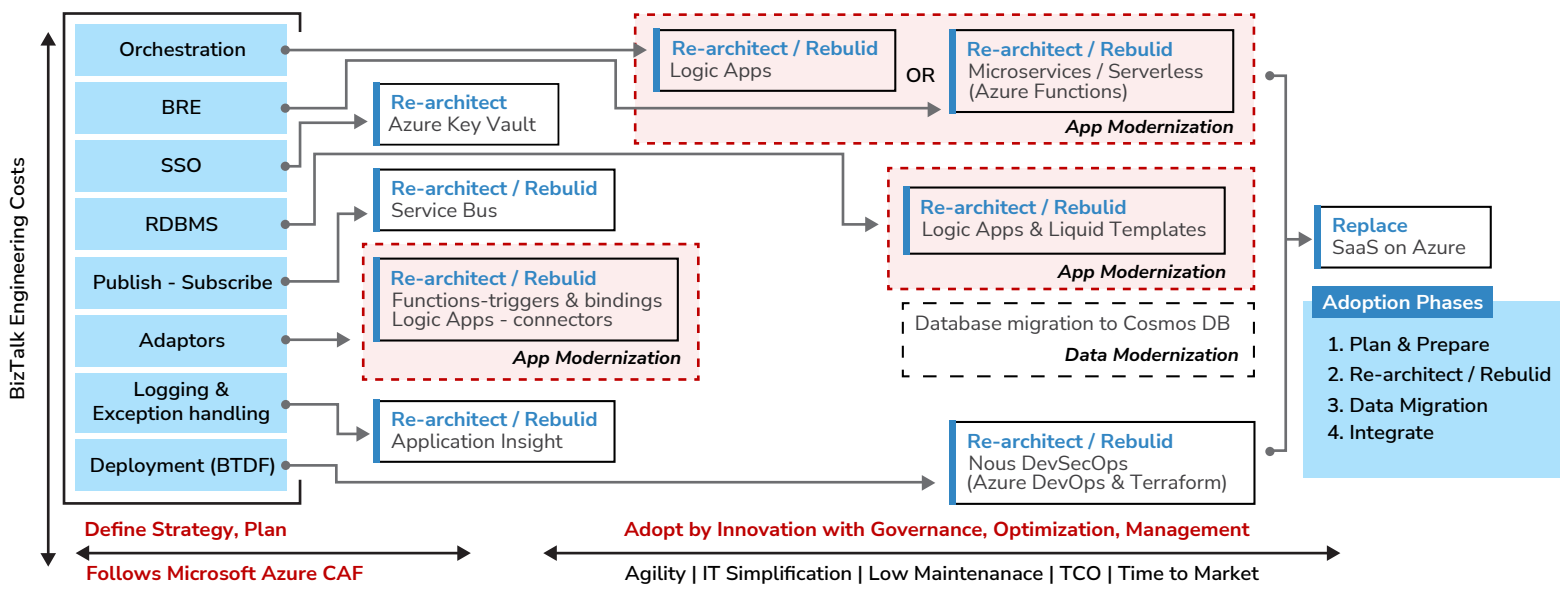 BizTalk Engineering Costs
Orchestration
BRE
SSO
RDBMS
Publish - Subscribe
Adaptors
Logging &
Exception handling
Deployment (BTDF)
Re-architect
Azure Key Vault
Re-architect / Rebulid
Service Bus
Re-architect / Rebulid
Functions-triggers & bindings
Logic Apps - connectors
App Modernization
Re-architect / Rebulid
Application Insight
Re-architect / Rebulid
Logic Apps
OR
Re-architect / Rebulid
Microservices / Serverless
(Azure Functions)
App Modernization
Re-architect / Rebulid
Logic Apps & Liquid Templates
App Modernization
Database migration to Cosmos DB
Data Modernization
Re-architect / Rebulid
Nous DevSecOps
(Azure DevOps & Terraform)
Replace
SaaS on Azure
Adoption Phases
1. Plan & Prepare
2. Re-architect / Rebulid
3. Data Migration
4. Integrate
Define Strategy, Plan
Follows Microsoft Azure CAF
Adopt by Innovation with Governance, Optimization, Management
Agility | IT Simplification | Low Maintenanace | TCO | Time to Market